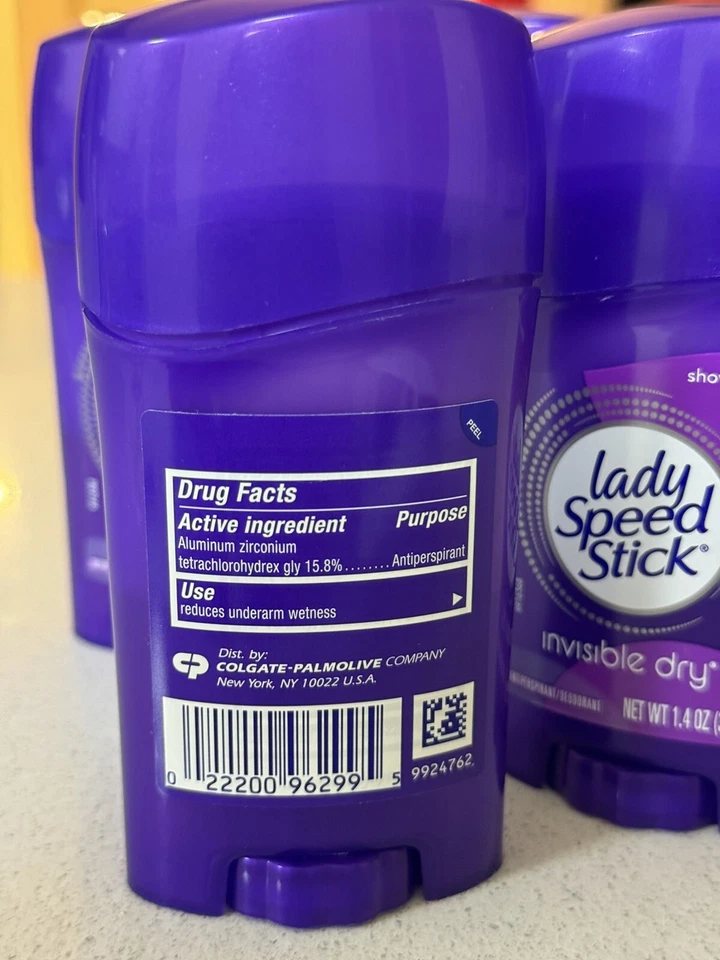 PEEL
Drug Facts
Active ingredient Purpose
Aluminum zirconium
tetrachlorohydrex gly 15.8%........Antiperspirant
Use
reduces underarm wetness
Dist. by:
COLGATE-PALMOLIVE COMPANY
New York, NY 10022 U.S.A.
0 22200 96299 5
9924762
lady
Speed
Stick®
invisible dry®
ANTIPERSPIRANT/DEODORANT
NET WT 1.4 OZ